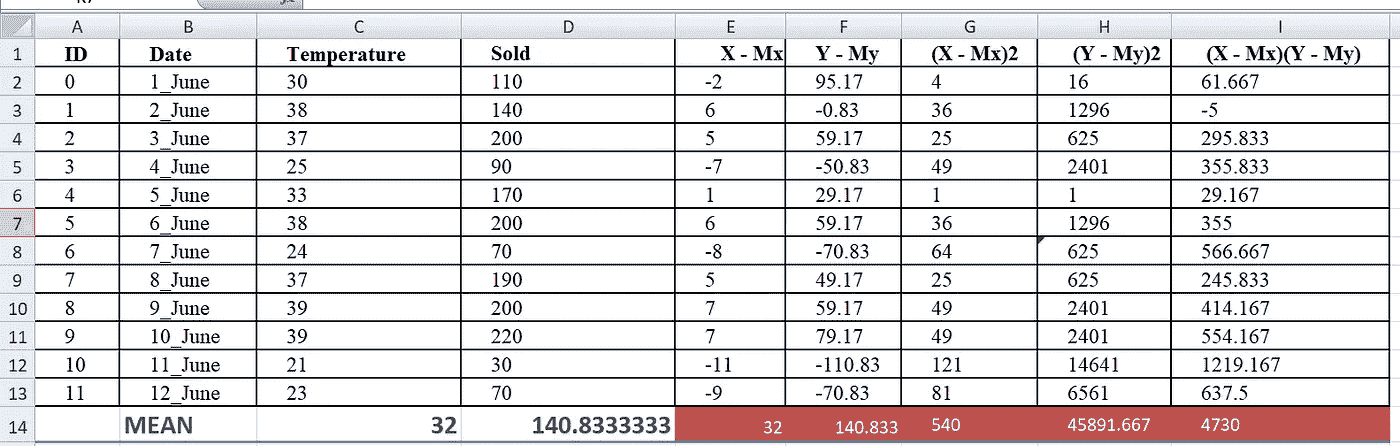 A B C D E F G H I
1 ID Date Temperature Sold X - Mx Y - My (X - Mx)2 (Y - My)2 (X - Mx)(Y - My)
2 0 1_June 30 110 -2 95.17 4 16 61.667
3 1 2_June 38 140 6 -0.83 36 1296 -5
4 2 3_June 37 200 5 59.17 25 625 295.833
5 3 4_June 25 90 -7 -50.83 49 2401 355.833
6 4 5_June 33 170 1 29.17 1 1 29.167
7 5 6_June 38 200 6 59.17 36 1296 355
8 6 7_June 24 70 -8 -70.83 64 625 566.667
9 7 8_June 37 190 5 49.17 25 625 245.833
10 8 9_June 39 200 7 59.17 49 2401 414.167
11 9 10_June 39 220 7 79.17 49 2401 554.167
12 10 11_June 21 30 -11 -110.83 121 14641 1219.167
13 11 12_June 23 70 -9 -70.83 81 6561 637.5
14 MEAN 32 140.8333333 32 140.833 540 45891.667 4730